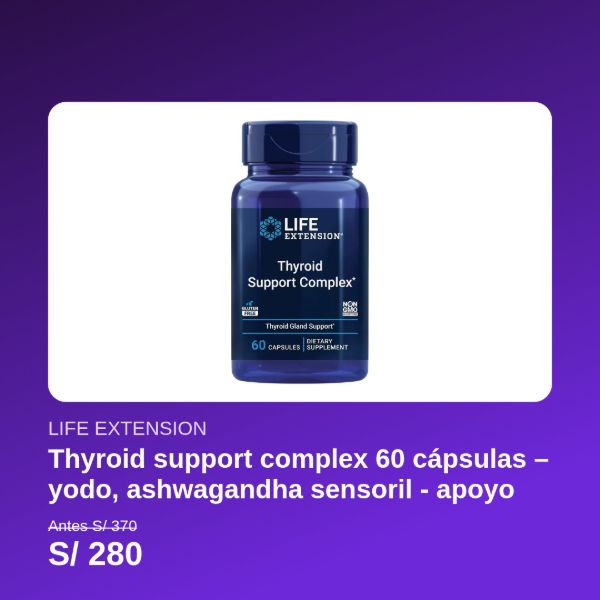 LIFE
EXTENSION
Thyroid
Support Complex*
GLUTEN
FREE
NON
GMO
Thyroid Gland Support*
60 CAPSULES
DIETARY
SUPPLEMENT
LIFE EXTENSION
Thyroid support complex 60 cápsulas –
yodo, ashwagandha sensoril - apoyo
Antes S/ 370
S/ 280